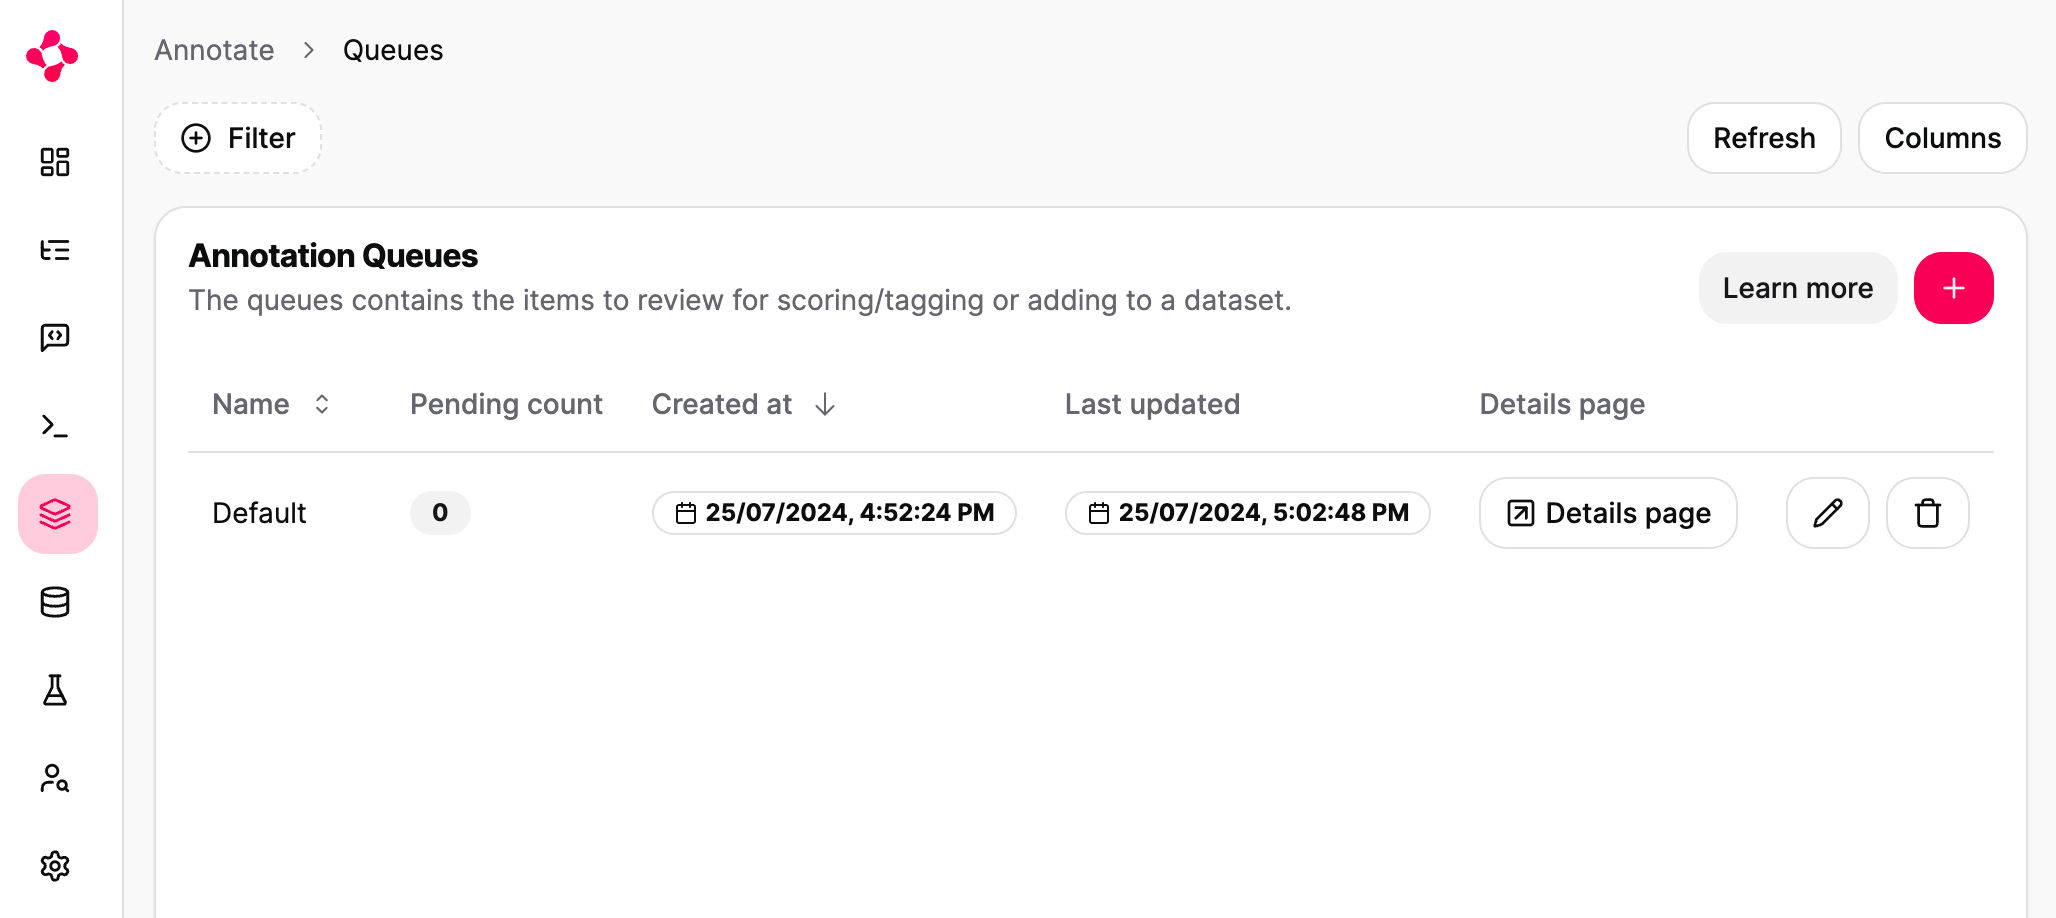 Annotate > Queues
Filter
Refresh
Columns
Annotation Queues
The queues contains the items to review for scoring/tagging or adding to a dataset.
Learn more
+
Name
Pending count
Created at
Last updated
Details page
Default
0
25/07/2024, 4:52:24 PM
25/07/2024, 5:02:48 PM
Details page